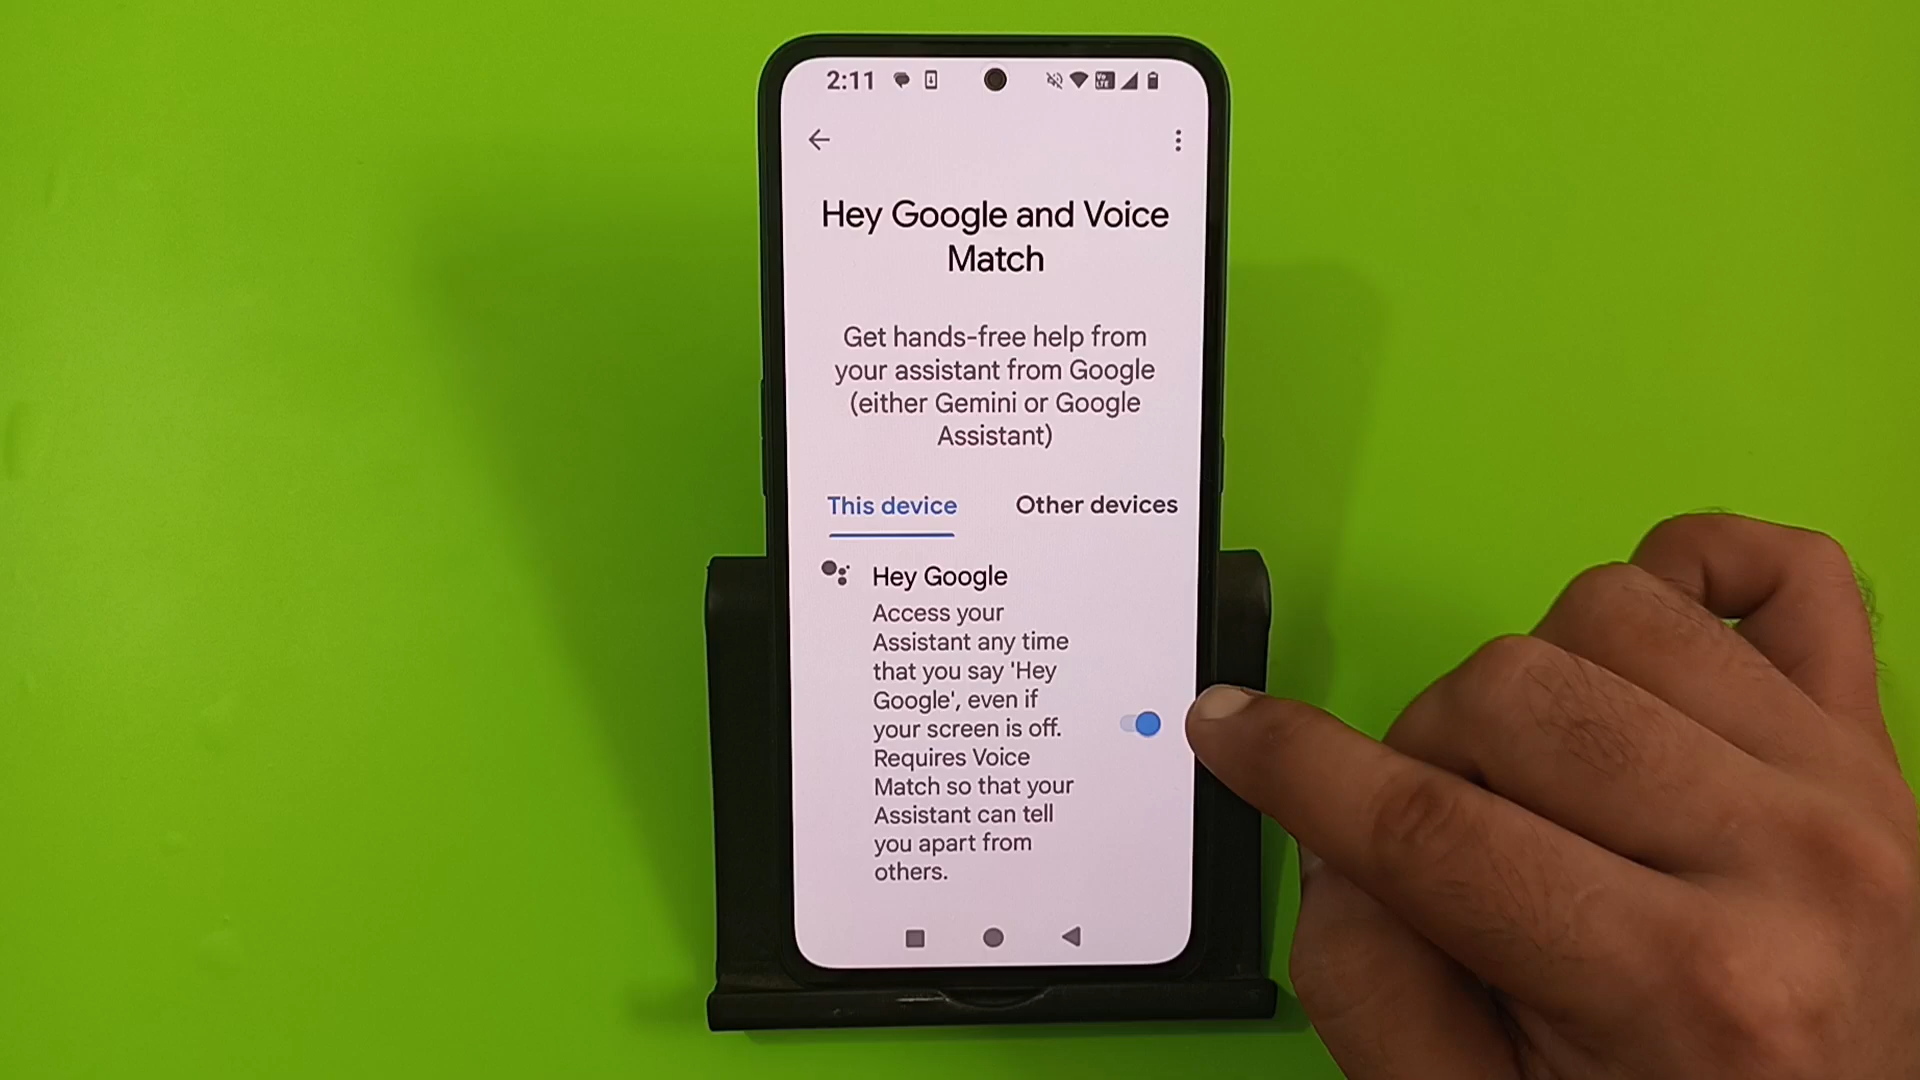 2:11
Vo LTE
Hey Google and Voice
Match
Get hands-free help from
your assistant from Google
(either Gemini or Google
Assistant)
This device
Other devices
Hey Google
Access your
Assistant any time
that you say 'Hey
Google', even if
your screen is off.
Requires Voice
Match so that your
Assistant can tell
you apart from
others.